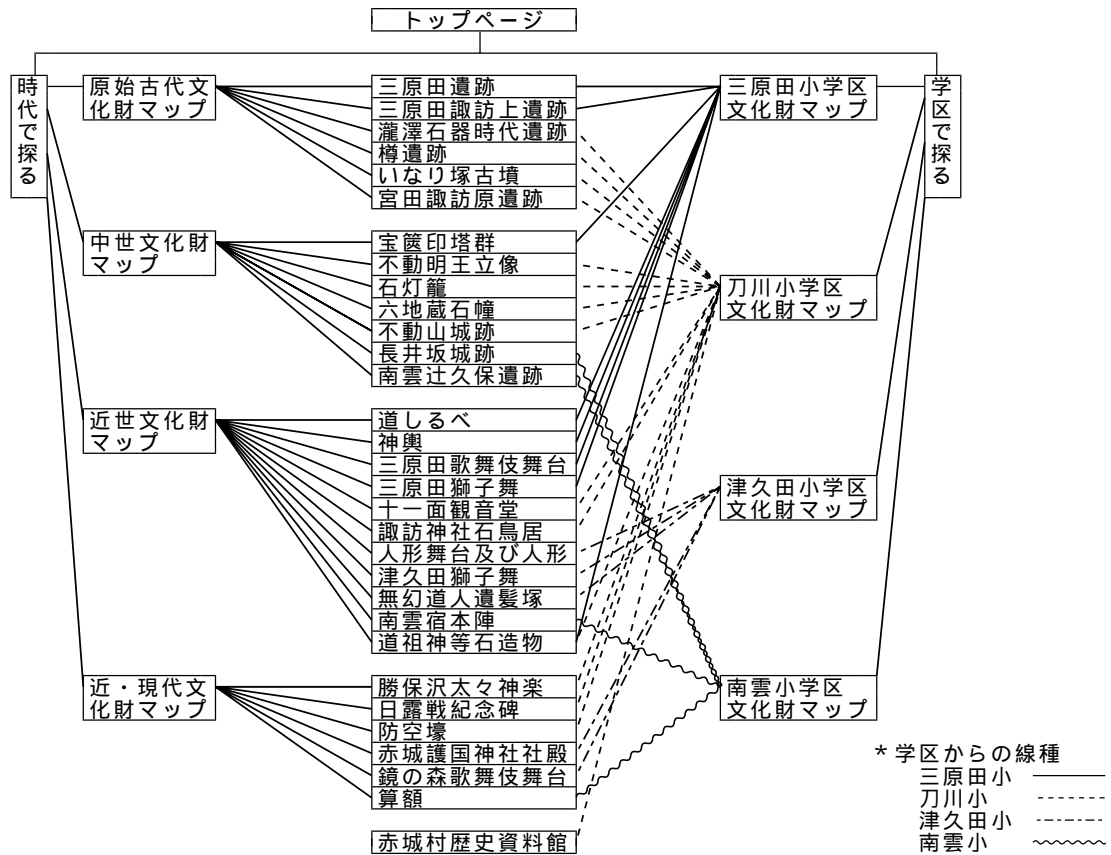 トップページ
時代で探る
原始古代文
化財マップ
中世文化財
マップ
近世文化財
マップ
近・現代文
化財マップ
三原田遺跡
三原田諏訪上遺跡
瀧澤石器時代遺跡
樽遺跡
いなり塚古墳
宮田諏訪原遺跡
宝篋印塔群
不動明王立像
石灯籠
六地蔵石幢
不動山城跡
長井坂城跡
南雲辻久保遺跡
道しるべ
神輿
三原田歌舞伎舞台
三原田獅子舞
十一面観音堂
諏訪神社石鳥居
人形舞台及び人形
津久田獅子舞
無幻道人遺髪塚
南雲宿本陣
道祖神等石造物
勝保沢太々神楽
日露戦紀念碑
防空壕
赤城護国神社社殿
鏡の森歌舞伎舞台
算額
赤城村歴史資料館
三原田小学区
文化財マップ
刀川小学区
文化財マップ
津久田小学区
文化財マップ
南雲小学区
文化財マップ
学区で探る
*学区からの線種
三原田小
刀川小
津久田小
南雲小